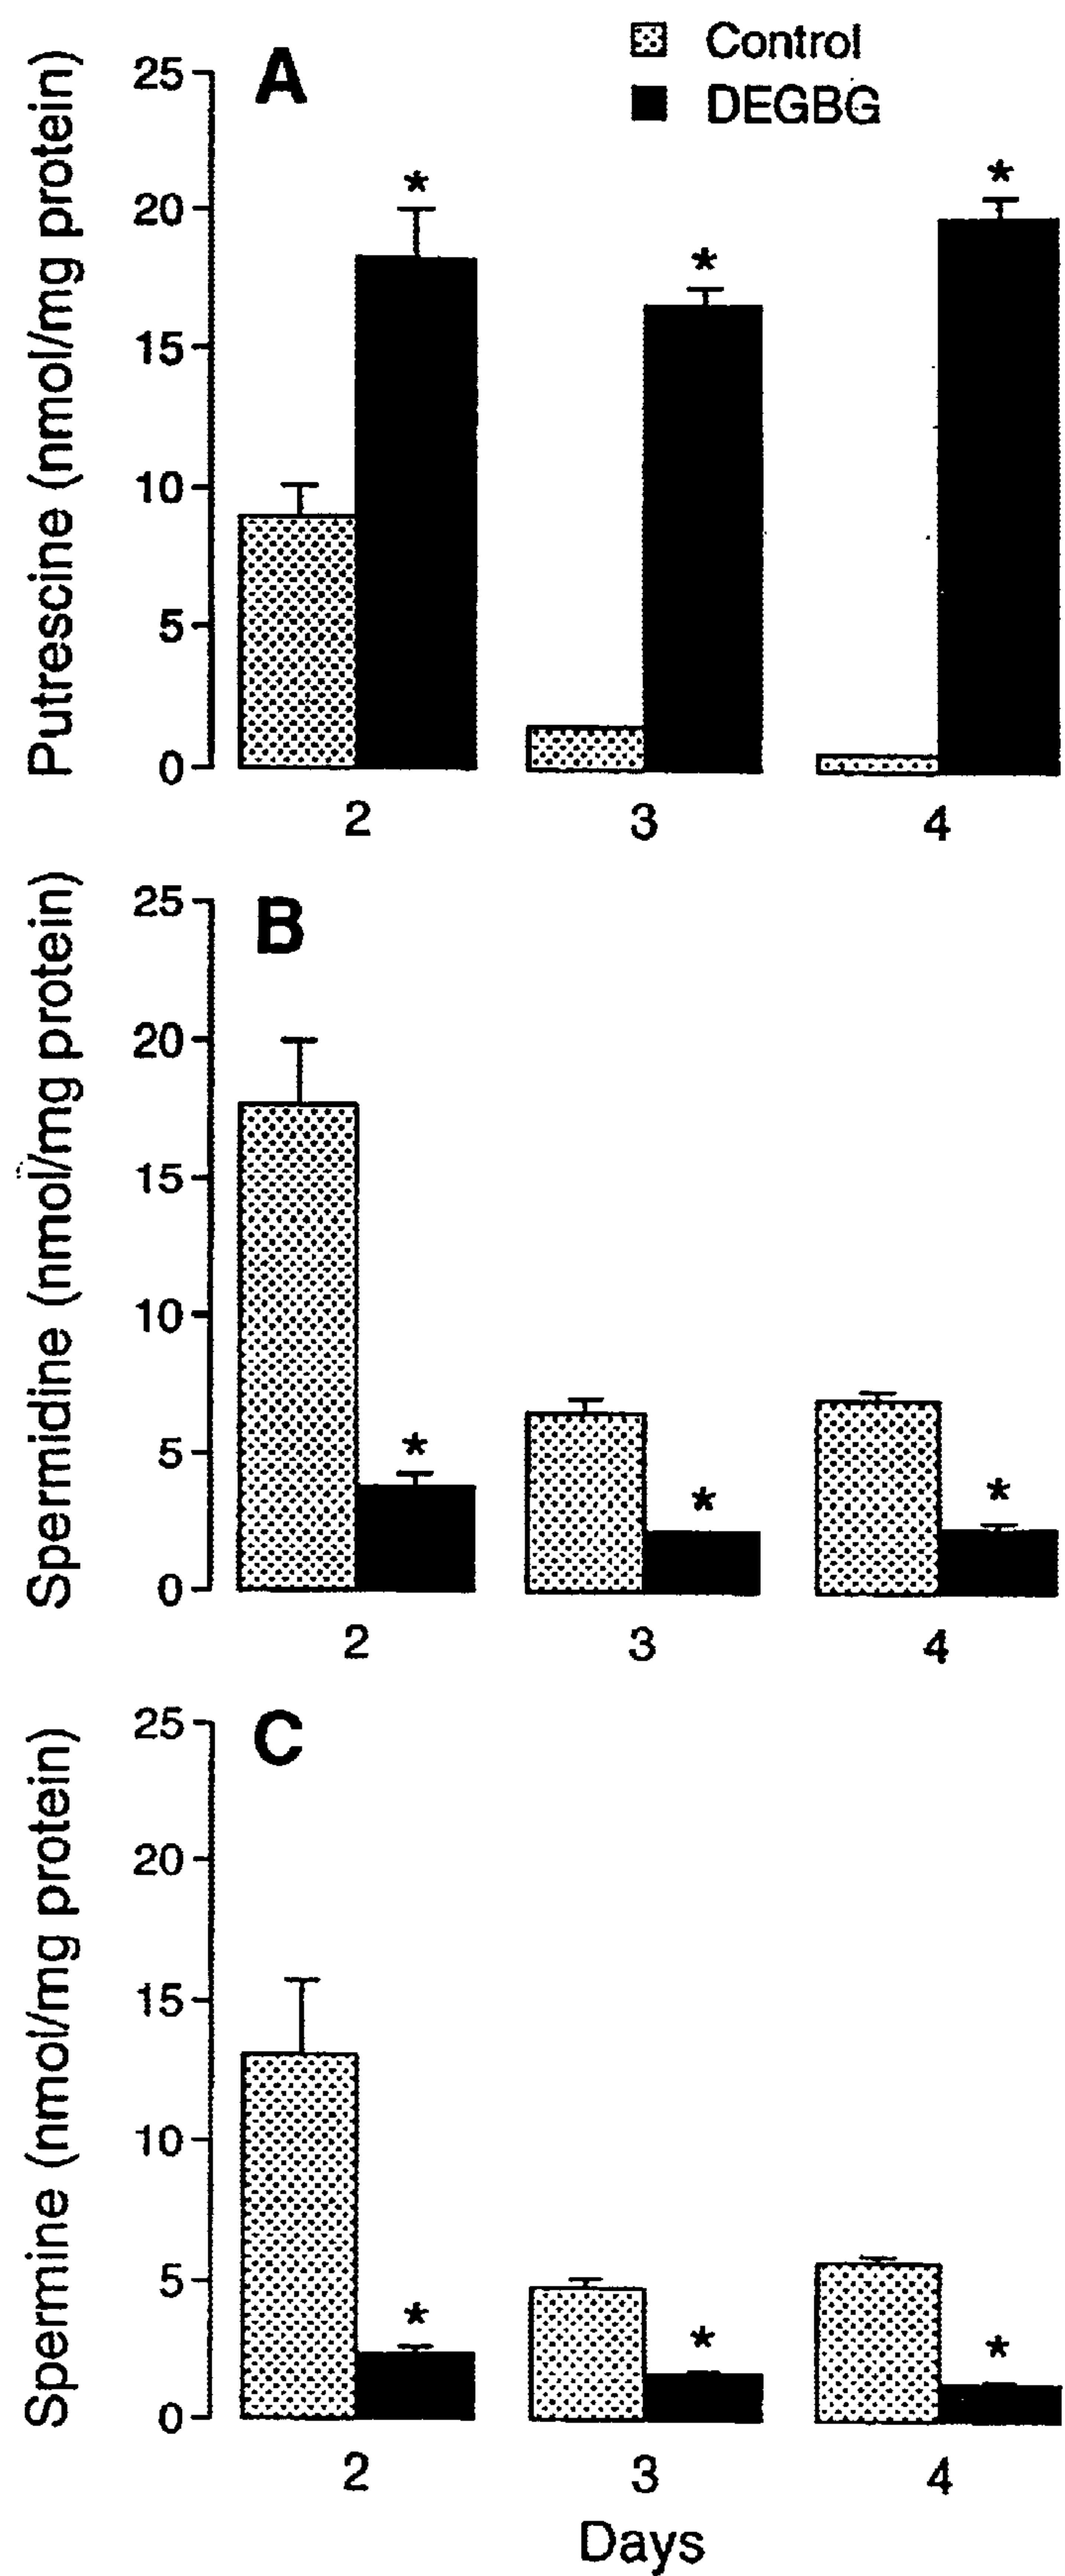 Control
DEGBG
A
Putrescine (nmol/mg protein)
25
20
15
10
5
0
*
*
*
2 3 4
B
Spermidine (nmol/mg protein)
25
20
15
10
5
0
*
*
*
2 3 4
C
Spermine (nmol/mg protein)
25
20
15
10
5
0
*
*
*
2 3 4
Days